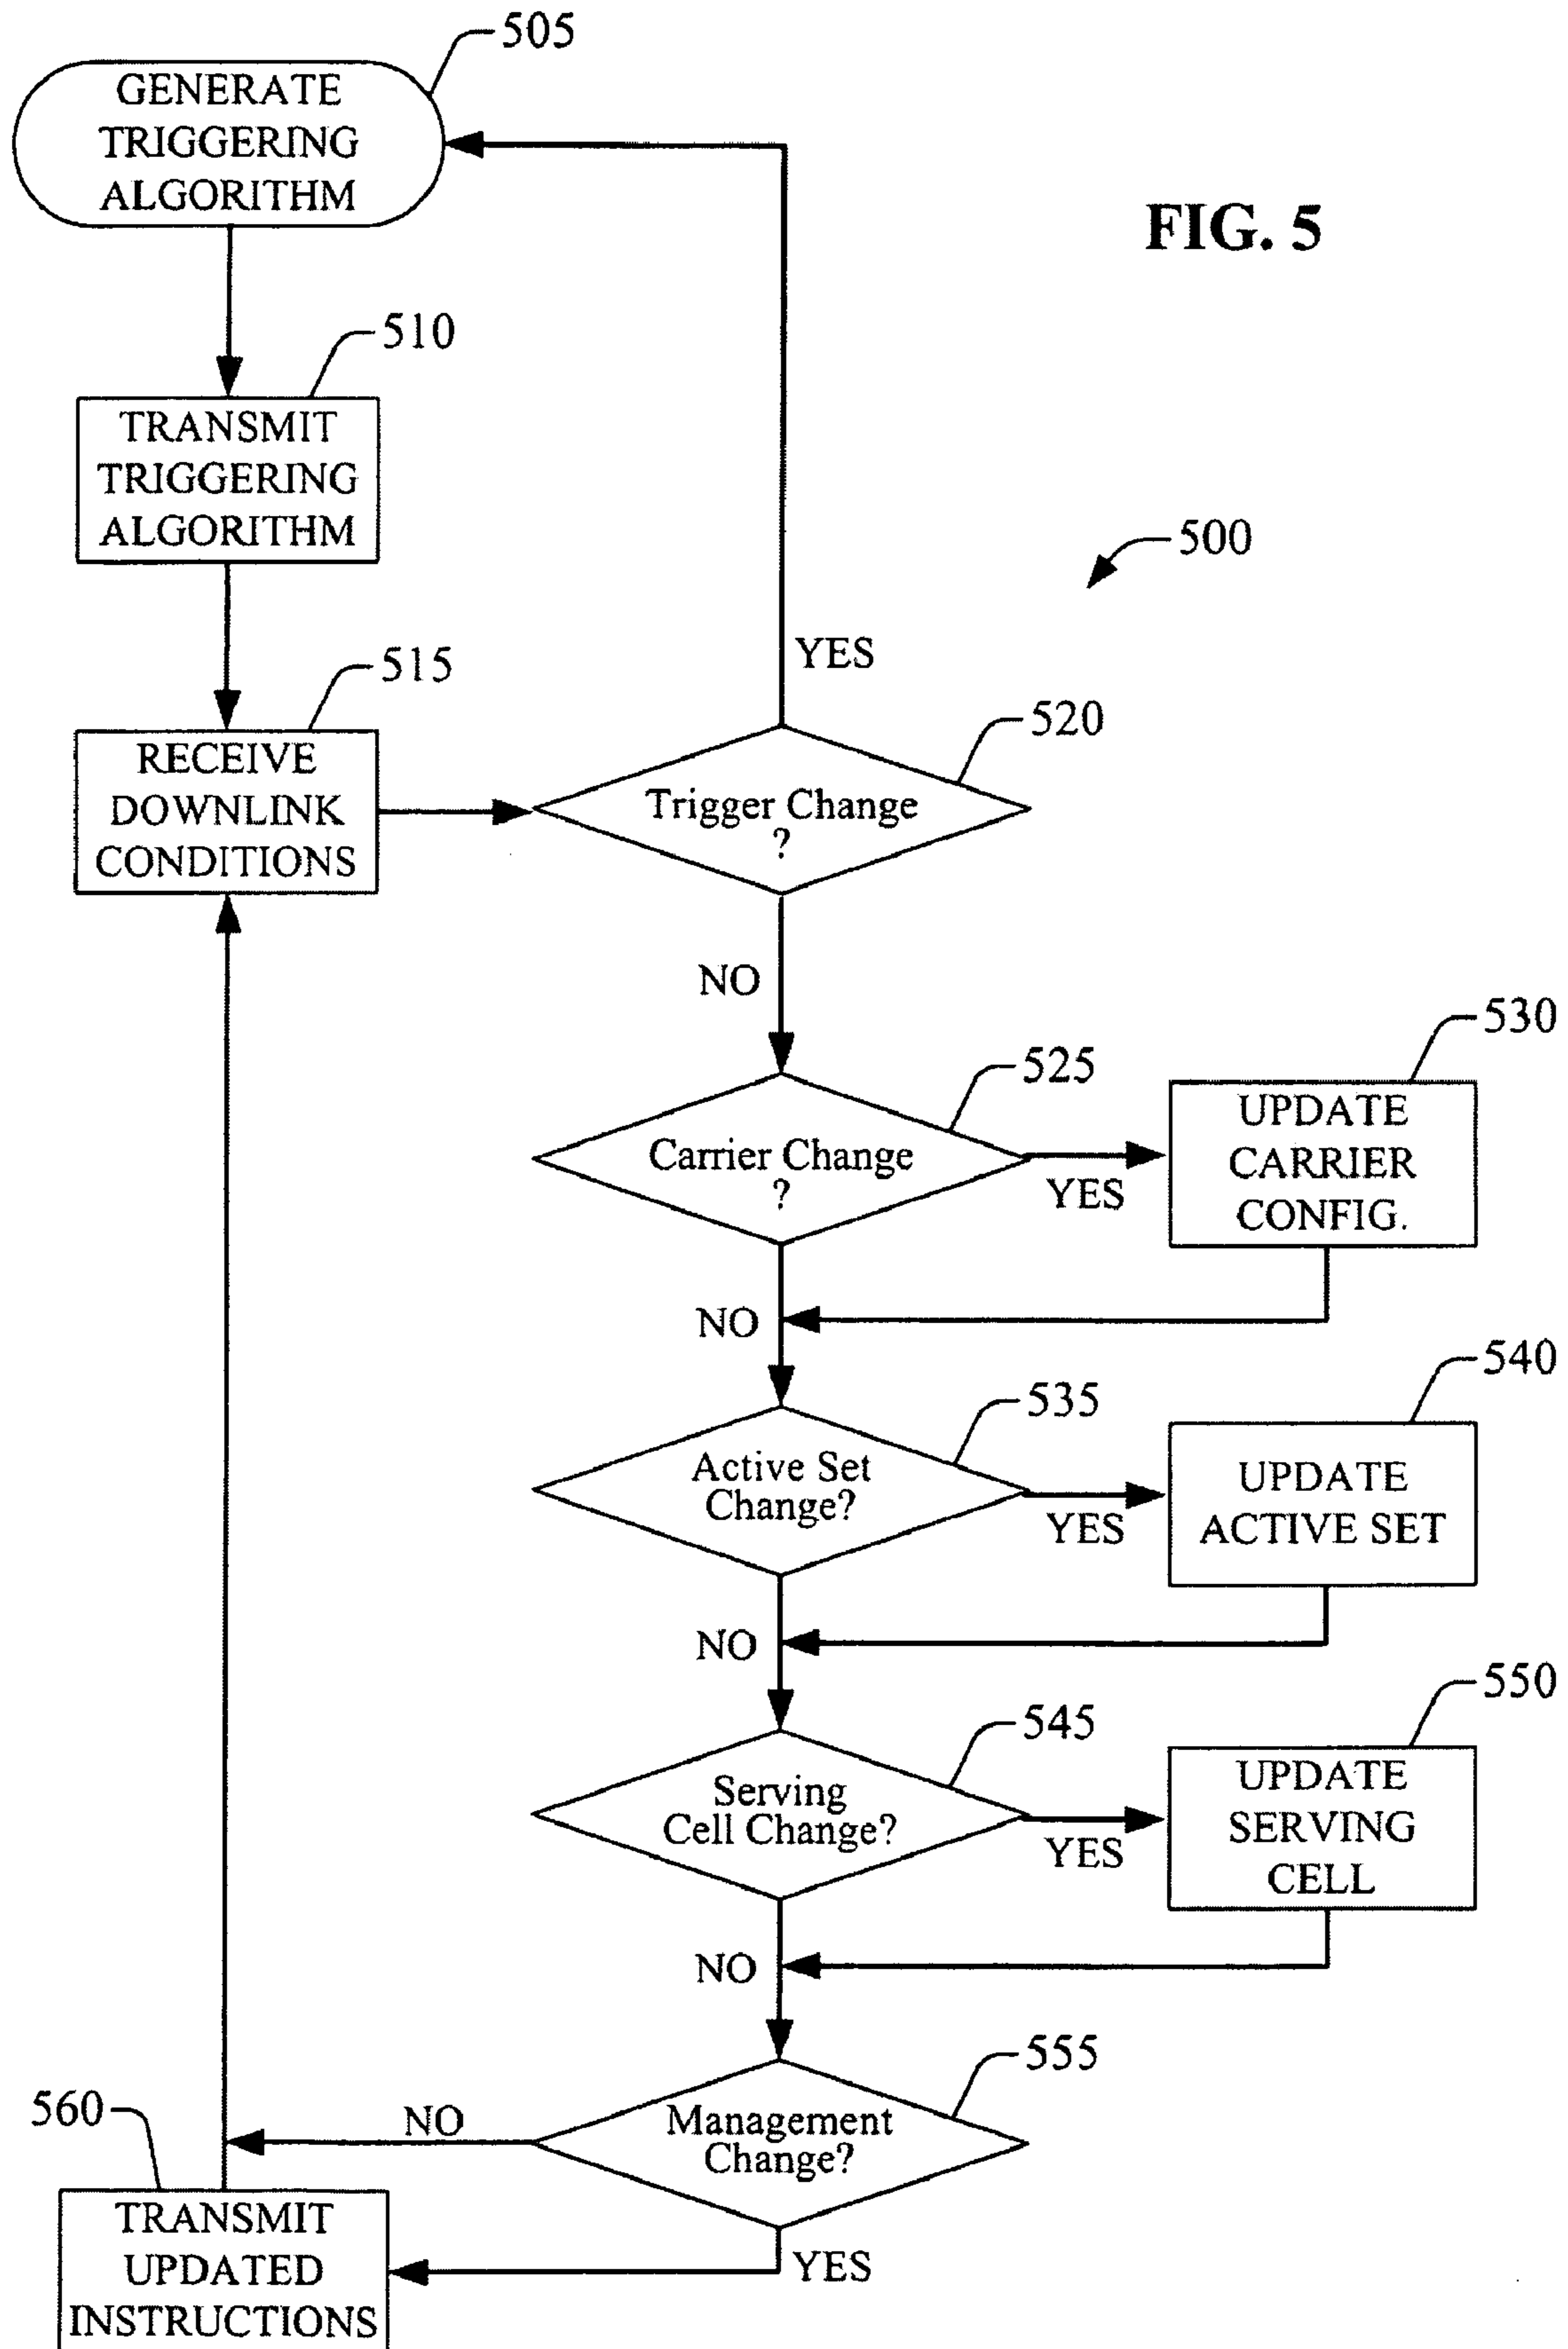 505
GENERATE
TRIGGERING
ALGORITHM
FIG. 5
510
TRANSMIT
TRIGGERING
ALGORITHM
500
YES
515
RECEIVE
DOWNLINK
CONDITIONS
520
Trigger Change
?
NO
530
525
UPDATE
CARRIER
CONFIG.
Carrier Change
?
YES
NO
540
535
Active Set
Change?
YES
UPDATE
ACTIVE SET
NO
550
545
Serving
Cell Change?
YES
UPDATE
SERVING
CELL
NO
555
560
NO
Management
Change?
YES
TRANSMIT
UPDATED
INSTRUCTIONS